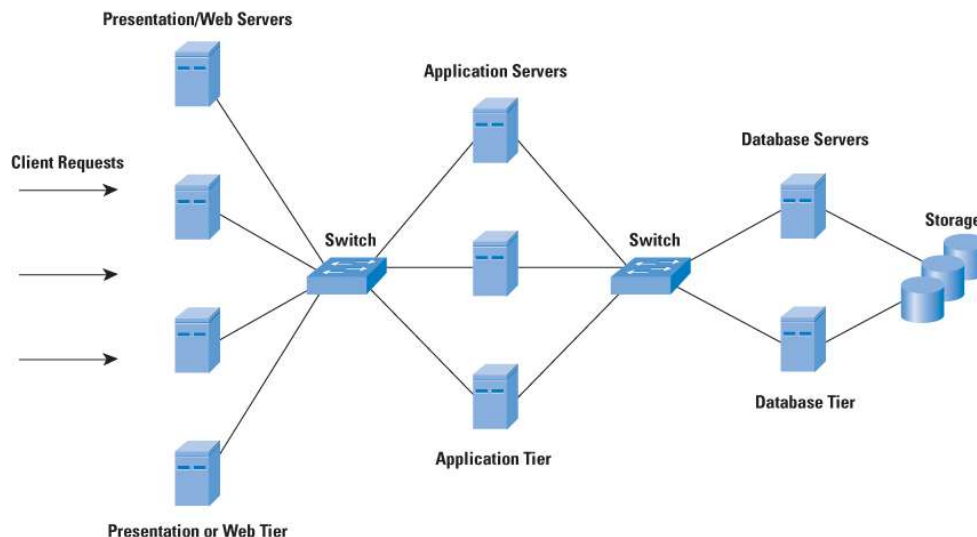 Presentation/Web Servers
Application Servers
Database Servers
Client Requests
Storage
Switch
Switch
Database Tier
Application Tier
Presentation or Web Tier